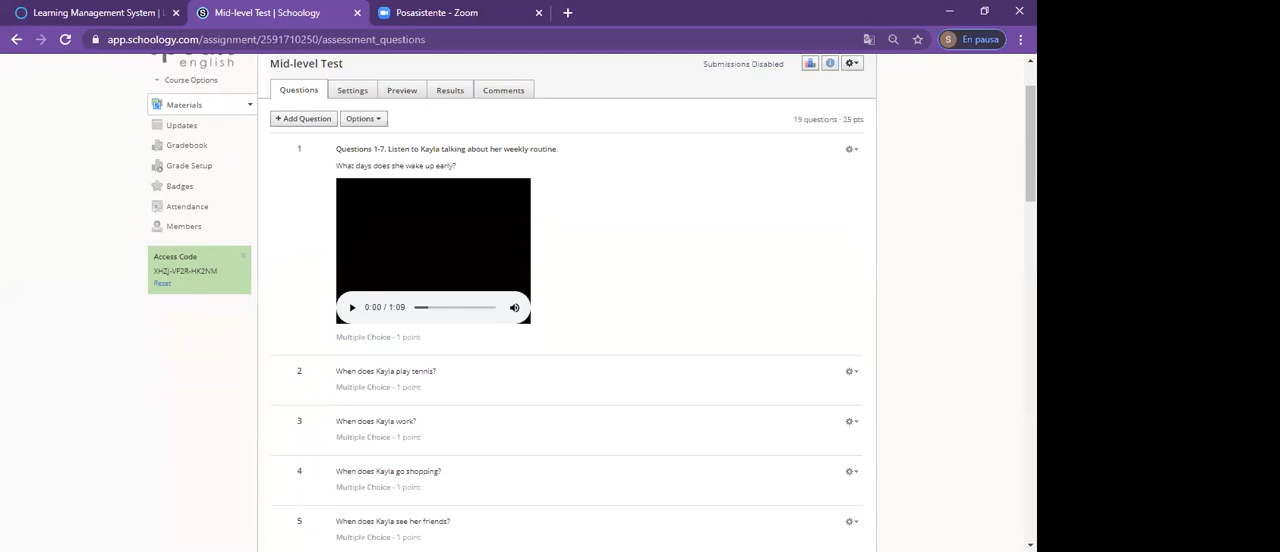 Learning Management System | L
Mid-level Test | Schoology
Posasistente - Zoom
app.schoology.com/assignment/2591710250/assessment_questions
S En pausa
english
Course Options
Materials
Updates
Gradebook
Grade Setup
Badges
Attendance
Members
Access Code
XHZJ-VF2R-HK2NM
Reset
Mid-level Test
Submissions Disabled
Questions Settings Preview Results Comments
+ Add Question Options
19 questions · 25 pts
1 Questions 1-7. Listen to Kayla talking about her weekly routine.
What days does she wake up early?
0:00 / 1:09
Multiple Choice - 1 point
2 When does Kayla play tennis?
Multiple Choice - 1 point
3 When does Kayla work?
Multiple Choice - 1 point
4 When does Kayla go shopping?
Multiple Choice - 1 point
5 When does Kayla see her friends?
Multiple Choice - 1 point